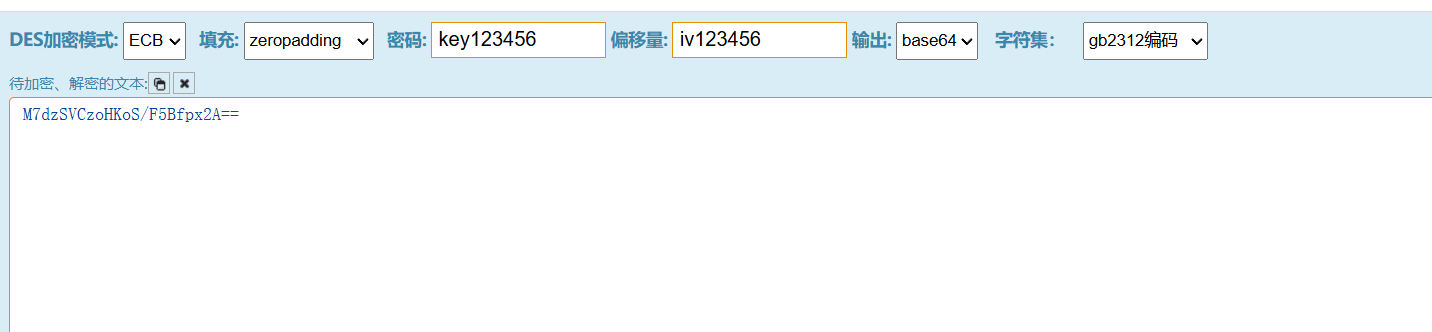 DES加密模式: ECB 填充: zeropadding 密码: key123456 偏移量: iv123456 输出: base64 字符集: gb2312编码
待加密、解密的文本:
M7dzSVCzoHKoS/F5Bfpx2A==